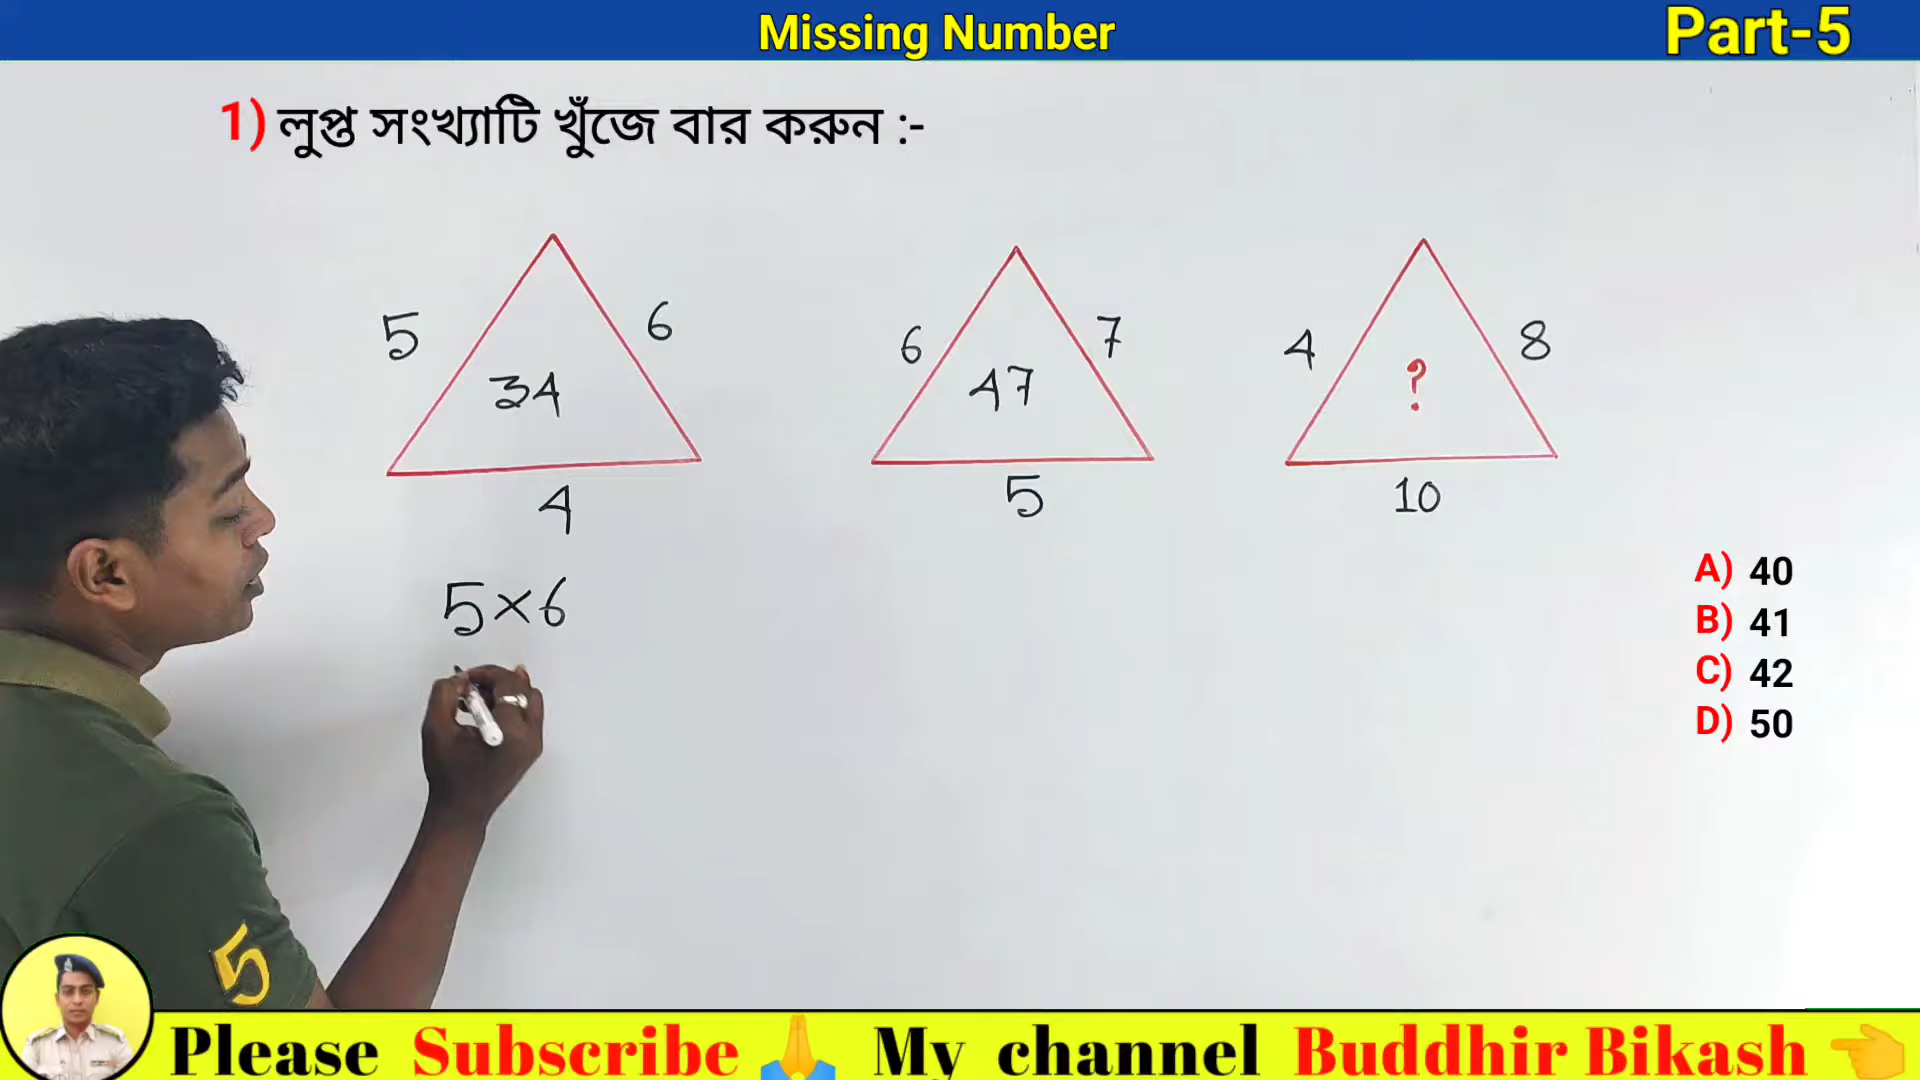 Missing Number
Part-5
1) লুপ্ত সংখ্যাটি খুঁজে বার করুন :-
5 6
34
4
6 7
47
5
4 8
?
10
5×6
A) 40
B) 41
C) 42
D) 50
5
Please Subscribe🙏 My channel Buddhir Bikash 👈